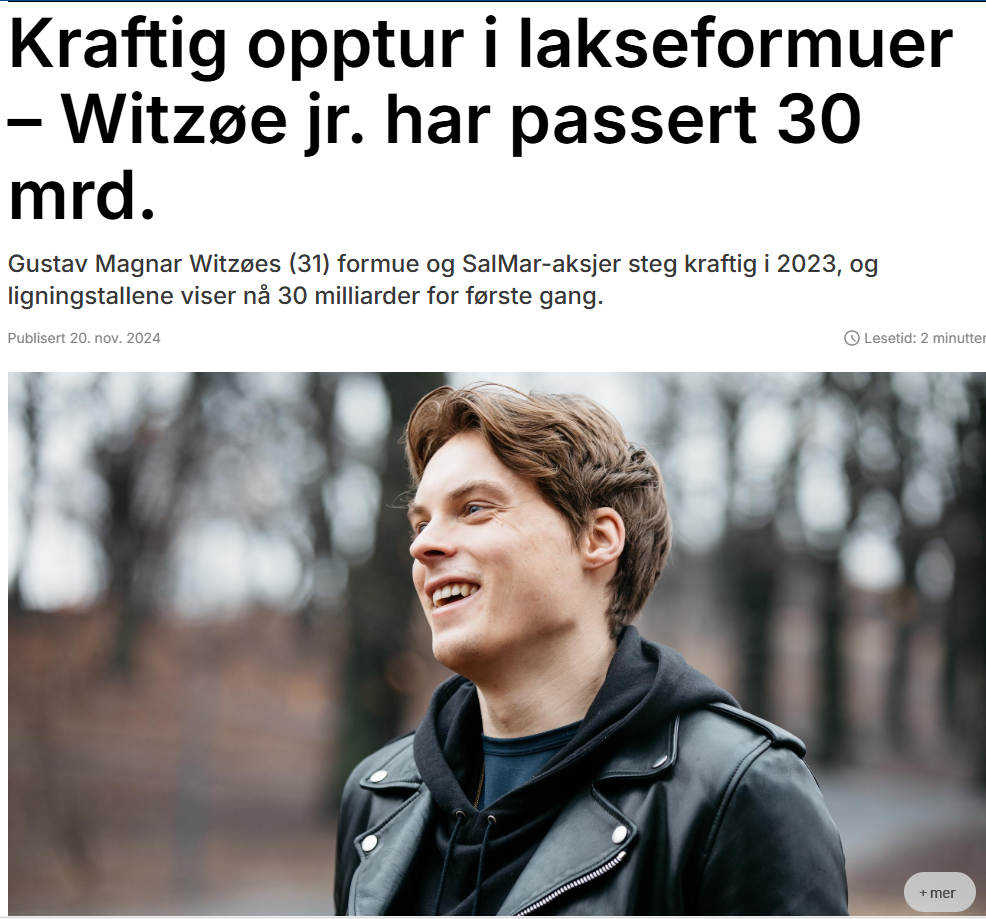 Kraftig opptur i lakseformuer
– Witzøe jr. har passert 30
mrd.
Gustav Magnar Witzøes (31) formue og SalMar-aksjer steg kraftig i 2023, og
ligningstallene viser nå 30 milliarder for første gang.
Publisert 20. nov. 2024
Lesetid: 2 minutter
+ mer